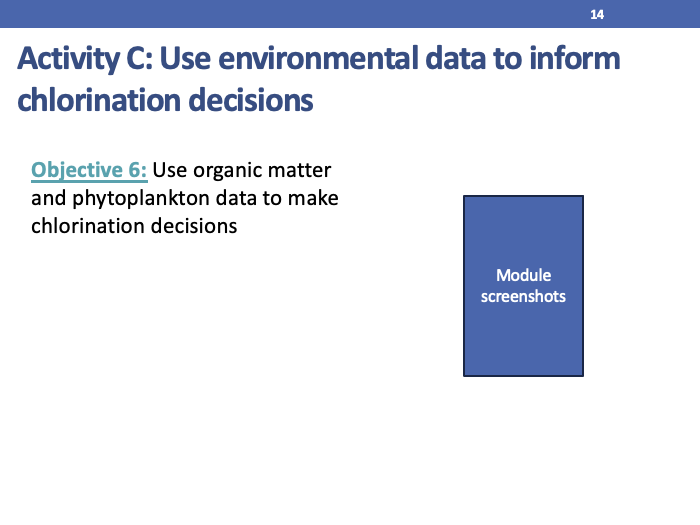 14
Activity C: Use environmental data to inform
chlorination decisions
Objective 6: Use organic matter
and phytoplankton data to make
chlorination decisions
Module
screenshots